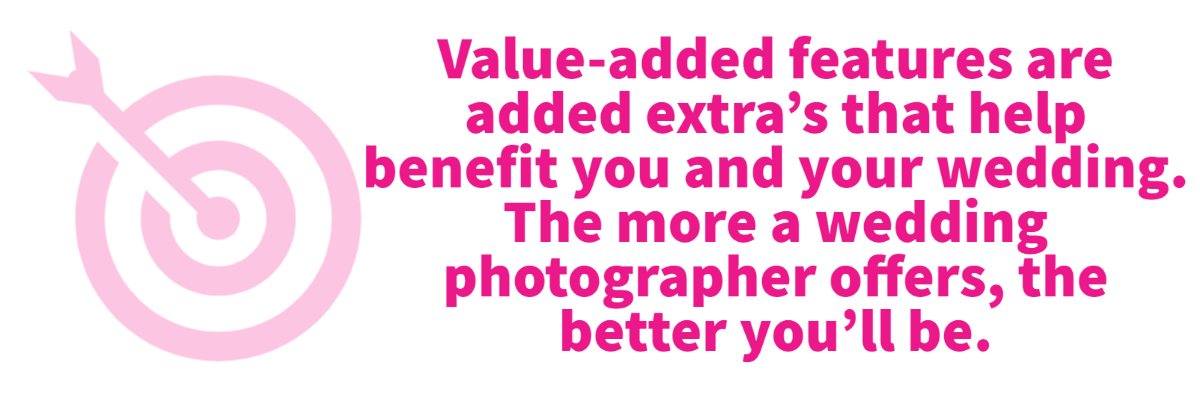 Value-added features are
added extra’s that help
benefit you and your wedding.
The more a wedding
photographer offers, the
better you’ll be.